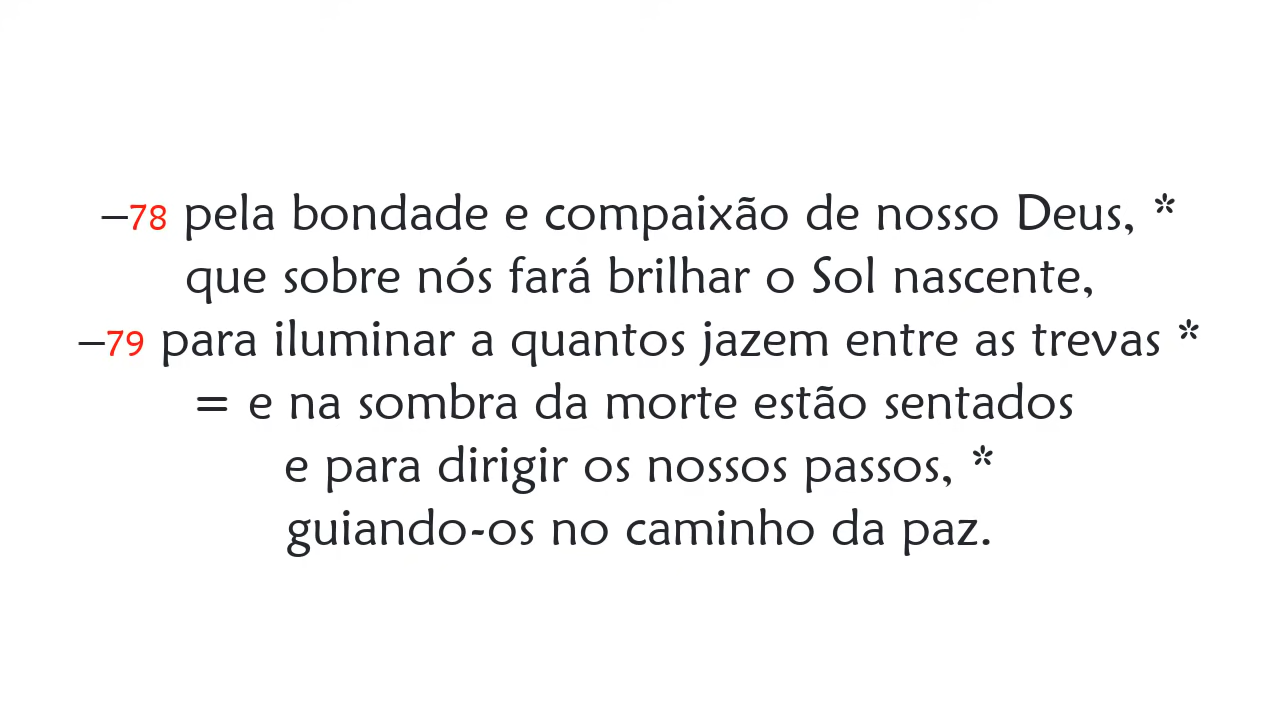 –78 pela bondade e compaixão de nosso Deus, *
que sobre nós fará brilhar o Sol nascente,
–79 para iluminar a quantos jazem entre as trevas *
= e na sombra da morte estão sentados
e para dirigir os nossos passos, *
guiando-os no caminho da paz.